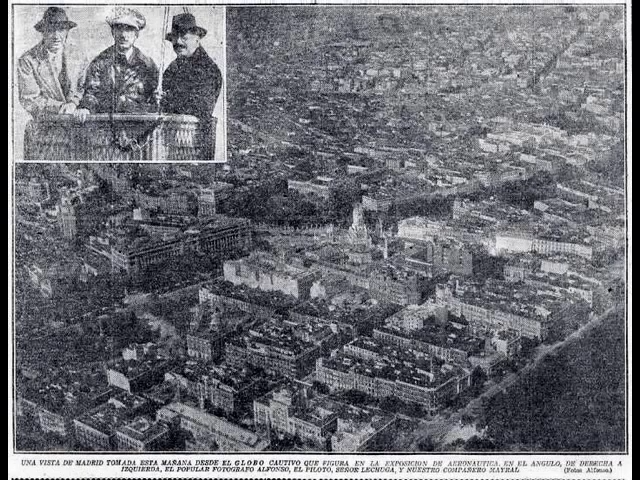 UNA VISTA DE MADRID TOMADA ESTA MAÑANA DESDE EL GLOBO CAUTIVO QUE FIGURA EN LA EXPOSICION DE AERONAUTICA. EN EL ANGULO, DE DERECHA A
IZQUIERDA, EL POPULAR FOTOGRAFO ALFONSO, EL PILOTO, SEÑOR LECHUGA, Y NUESTRO COMPAÑERO MAYRAL (Fotos Alfonso)